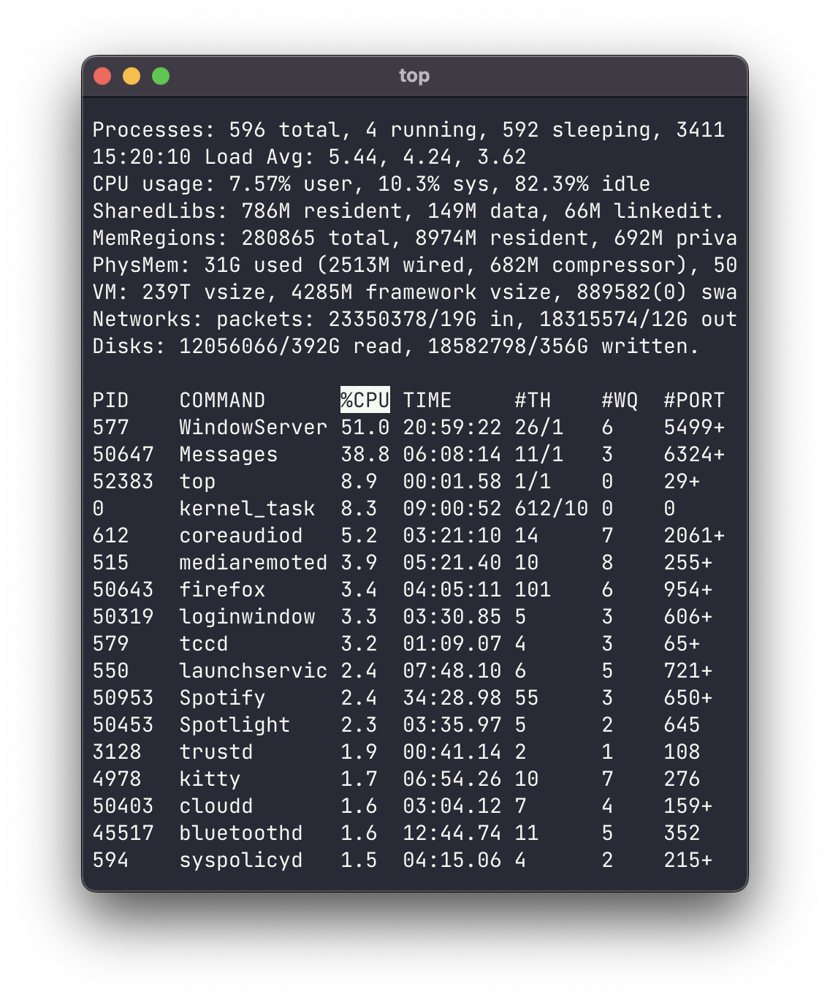 top
Processes: 596 total, 4 running, 592 sleeping, 3411
15:20:10 Load Avg: 5.44, 4.24, 3.62
CPU usage: 7.57% user, 10.3% sys, 82.39% idle
SharedLibs: 786M resident, 149M data, 66M linkedit.
MemRegions: 280865 total, 8974M resident, 692M priva
PhysMem: 31G used (2513M wired, 682M compressor), 50
VM: 239T vsize, 4285M framework vsize, 889582(0) swa
Networks: packets: 23350378/19G in, 18315574/12G out
Disks: 12056066/392G read, 18582798/356G written.
PID COMMAND %CPU TIME #TH #WQ #PORT
577 WindowServer 51.0 20:59:22 26/1 6 5499+
50647 Messages 38.8 06:08:14 11/1 3 6324+
52383 top 8.9 00:01.58 1/1 0 29+
0 kernel_task 8.3 09:00:52 612/10 0 0
612 coreaudiod 5.2 03:21:10 14 7 2061+
515 mediaremoted 3.9 05:21.40 10 8 255+
50643 firefox 3.4 04:05:11 101 6 954+
50319 loginwindow 3.3 03:30.85 5 3 606+
579 tccd 3.2 01:09.07 4 3 65+
550 launchservic 2.4 07:48.10 6 5 721+
50953 Spotify 2.4 34:28.98 55 3 650+
50453 Spotlight 2.3 03:35.97 5 2 645
3128 trustd 1.9 00:41.14 2 1 108
4978 kitty 1.7 06:54.26 10 7 276
50403 cloudd 1.6 03:04.12 7 4 159+
45517 bluetoothd 1.6 12:44.74 11 5 352
594 syspolicyd 1.5 04:15.06 4 2 215+